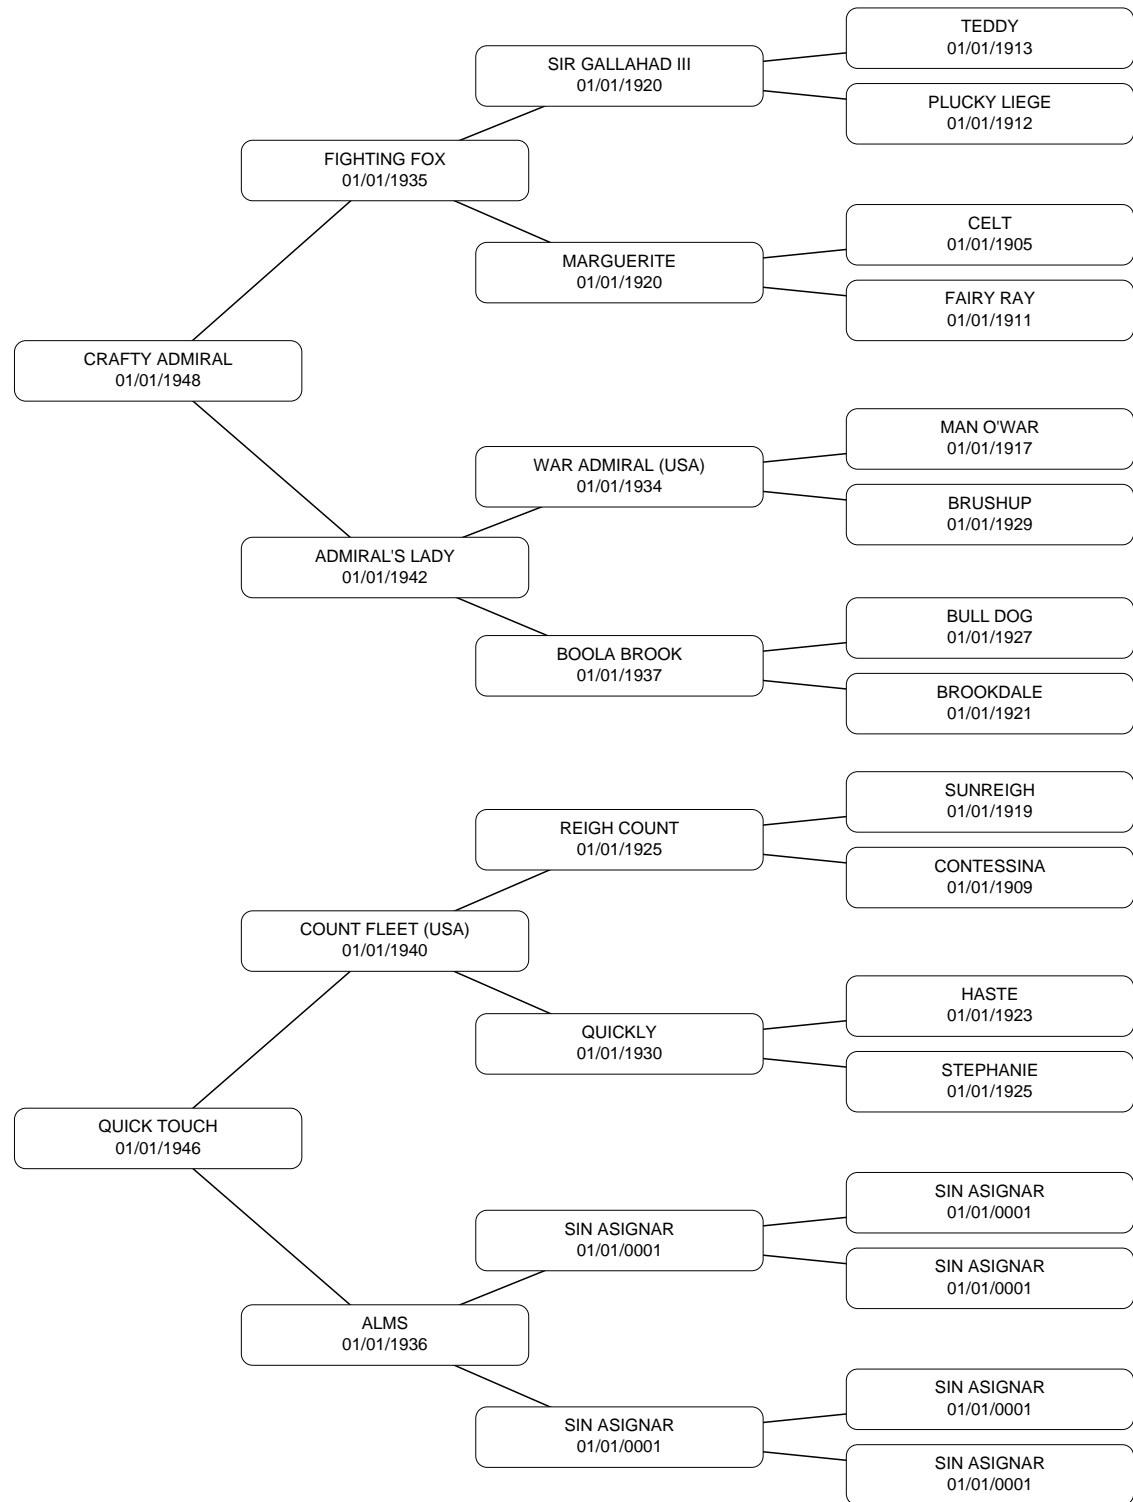 TEDDY
01/01/1913
SIR GALLAHAD III
01/01/1920
PLUCKY LIEGE
01/01/1912
FIGHTING FOX
01/01/1935
CELT
01/01/1905
MARGUERITE
01/01/1920
FAIRY RAY
01/01/1911
CRAFTY ADMIRAL
01/01/1948
MAN O'WAR
01/01/1917
WAR ADMIRAL (USA)
01/01/1934
BRUSHUP
01/01/1929
ADMIRAL'S LADY
01/01/1942
BULL DOG
01/01/1927
BOOLA BROOK
01/01/1937
BROOKDALE
01/01/1921
SUNREIGH
01/01/1919
REIGH COUNT
01/01/1925
CONTESSINA
01/01/1909
COUNT FLEET (USA)
01/01/1940
HASTE
01/01/1923
QUICKLY
01/01/1930
STEPHANIE
01/01/1925
QUICK TOUCH
01/01/1946
SIN ASIGNAR
01/01/0001
SIN ASIGNAR
01/01/0001
SIN ASIGNAR
01/01/0001
ALMS
01/01/1936
SIN ASIGNAR
01/01/0001
SIN ASIGNAR
01/01/0001
SIN ASIGNAR
01/01/0001